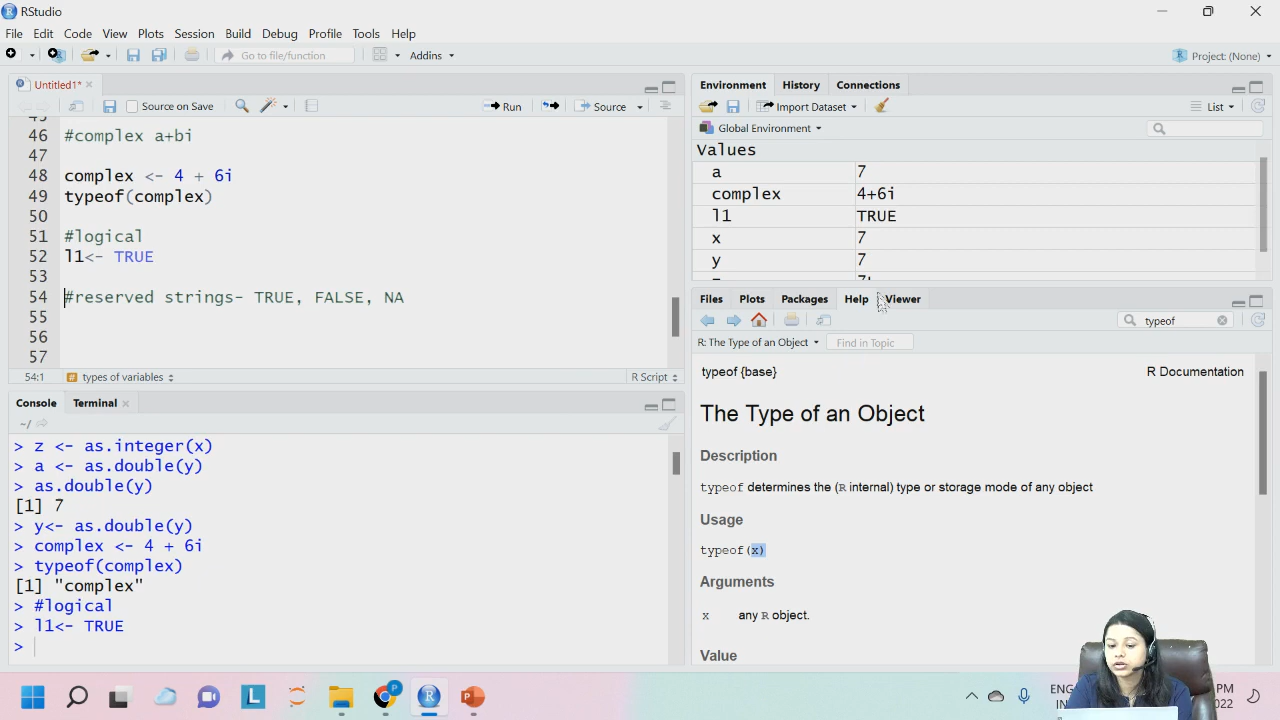 RStudio
File Edit Code View Plots Session Build Debug Profile Tools Help
Go to file/function Addins Project: (None)
Untitled1*
Source on Save Run Source
46 #complex a+bi
47
48 complex <- 4 + 6i
49 typeof(complex)
50
51 #logical
52 l1<- TRUE
53
54 #reserved strings- TRUE, FALSE, NA
55
56
57
54:1 types of variables R Script
Console Terminal
~/
> z <- as.integer(x)
> a <- as.double(y)
> as.double(y)
[1] 7
> y<- as.double(y)
> complex <- 4 + 6i
> typeof(complex)
[1] "complex"
> #logical
> l1<- TRUE
>
Environment History Connections
Import Dataset List
Global Environment
Values
a 7
complex 4+6i
l1 TRUE
x 7
y 7
Files Plots Packages Help Viewer
typeof
R: The Type of an Object Find in Topic
typeof {base} R Documentation
The Type of an Object
Description
typeof determines the (R internal) type or storage mode of any object
Usage
typeof(x)
Arguments
x any R object.
Value
ENG PM
IN